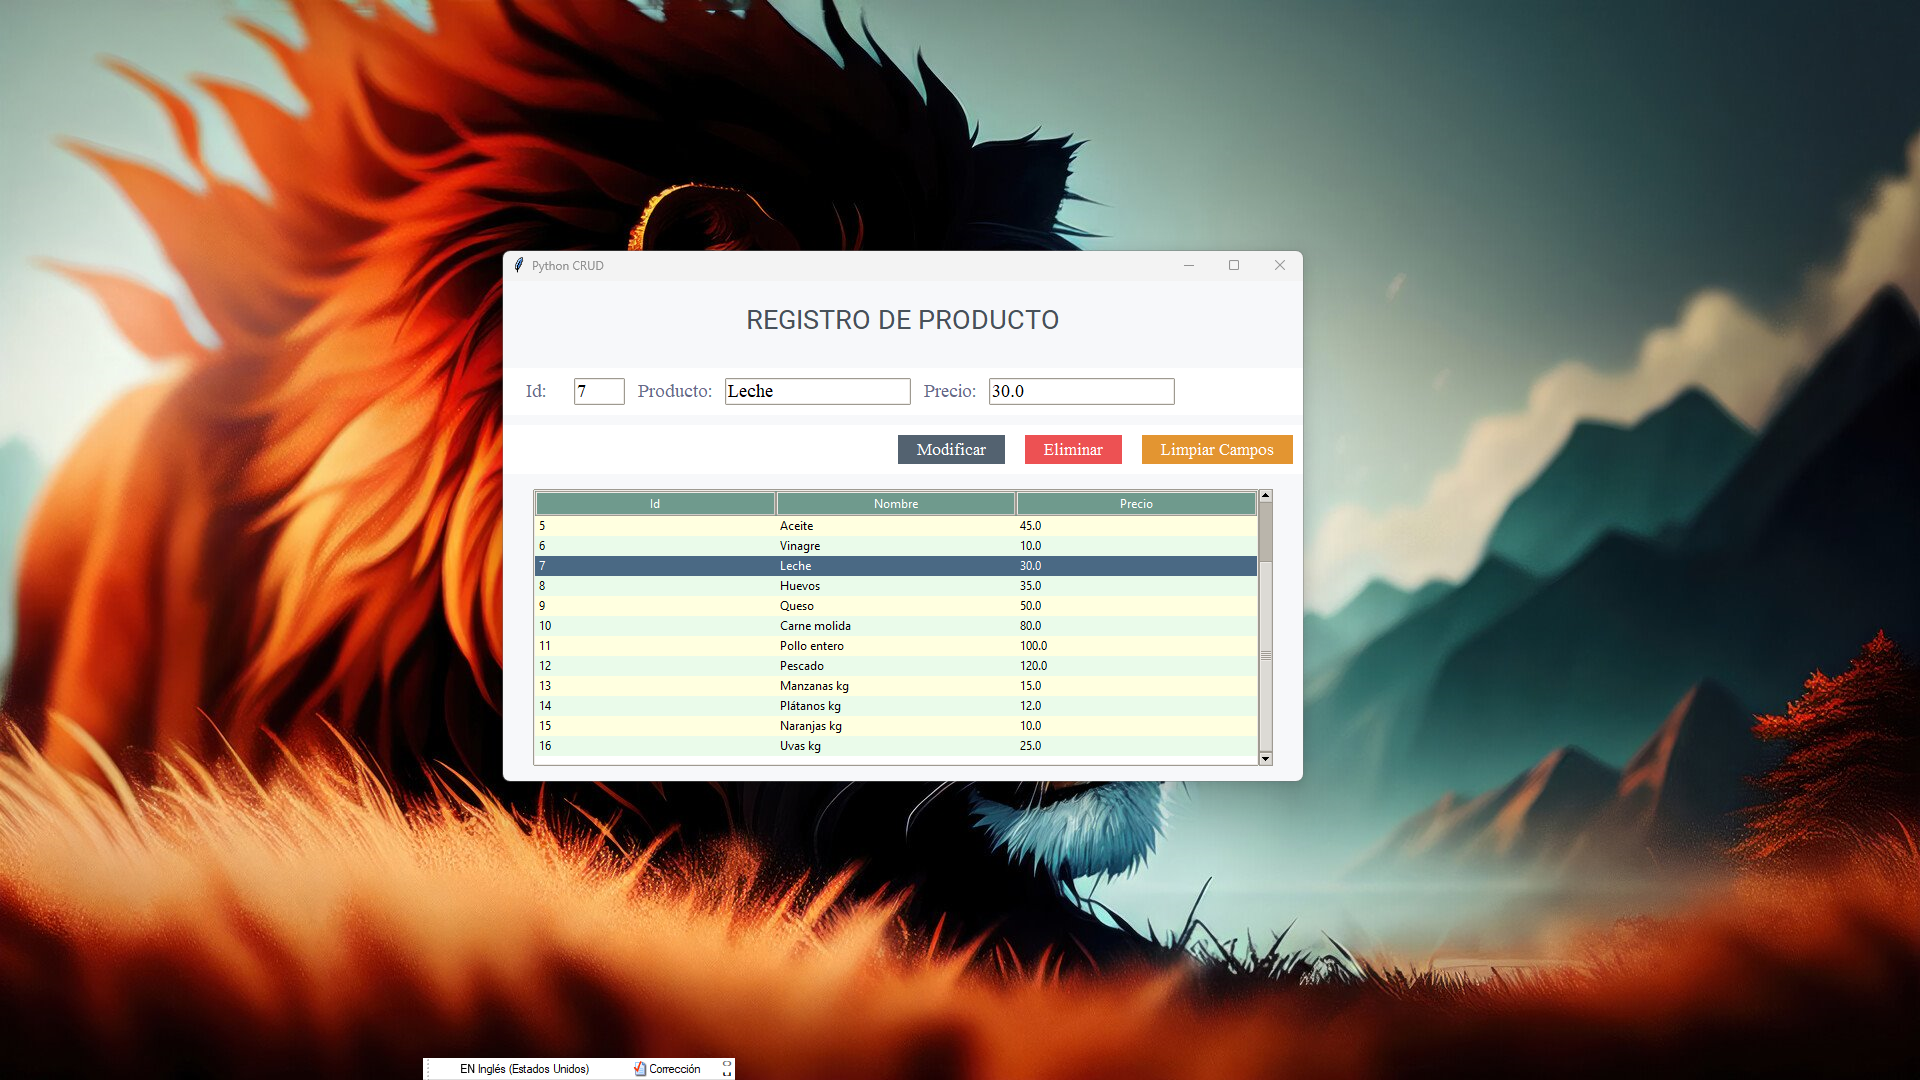 Python CRUD
REGISTRO DE PRODUCTO
Id: 7 Producto: Leche Precio: 30.0
Modificar Eliminar Limpiar Campos
Id Nombre Precio
5 Aceite 45.0
6 Vinagre 10.0
7 Leche 30.0
8 Huevos 35.0
9 Queso 50.0
10 Carne molida 80.0
11 Pollo entero 100.0
12 Pescado 120.0
13 Manzanas kg 15.0
14 Plátanos kg 12.0
15 Naranjas kg 10.0
16 Uvas kg 25.0
EN Inglés (Estados Unidos) Corrección